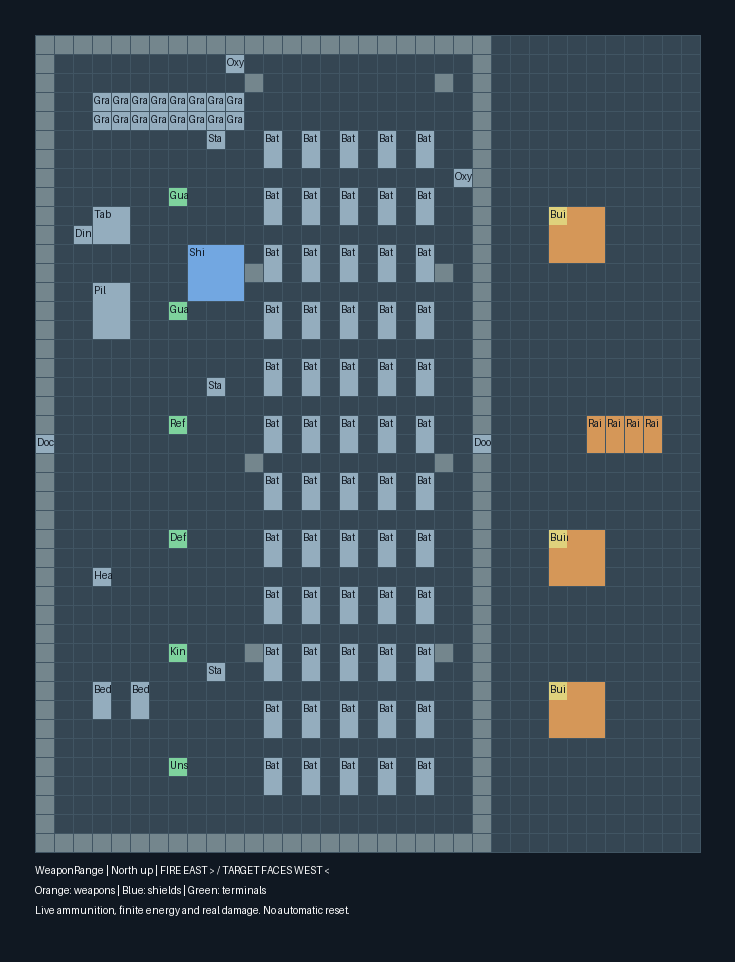 Oxy
Gra Gra Gra Gra Gra Gra Gra Gra
Gra Gra Gra Gra Gra Gra Gra Gra
Sta Bat Bat Bat Bat Bat
Oxy
Gua Bat Bat Bat Bat Bat
Tab Bui
Din
Shi Bat Bat Bat Bat Bat
Pil
Gua Bat Bat Bat Bat Bat
Bat Bat Bat Bat Bat
Sta
Ref Bat Bat Bat Bat Bat Rai Rai Rai Rai
Doc Doo
Bat Bat Bat Bat Bat
Def Bat Bat Bat Bat Bat Buil
Hea
Bat Bat Bat Bat Bat
Kin Bat Bat Bat Bat Bat
Sta
Bed Bed Bui
Bat Bat Bat Bat Bat
Uns Bat Bat Bat Bat Bat
WeaponRange | North up | FIRE EAST > / TARGET FACES WEST <
Orange: weapons | Blue: shields | Green: terminals
Live ammunition, finite energy and real damage. No automatic reset.